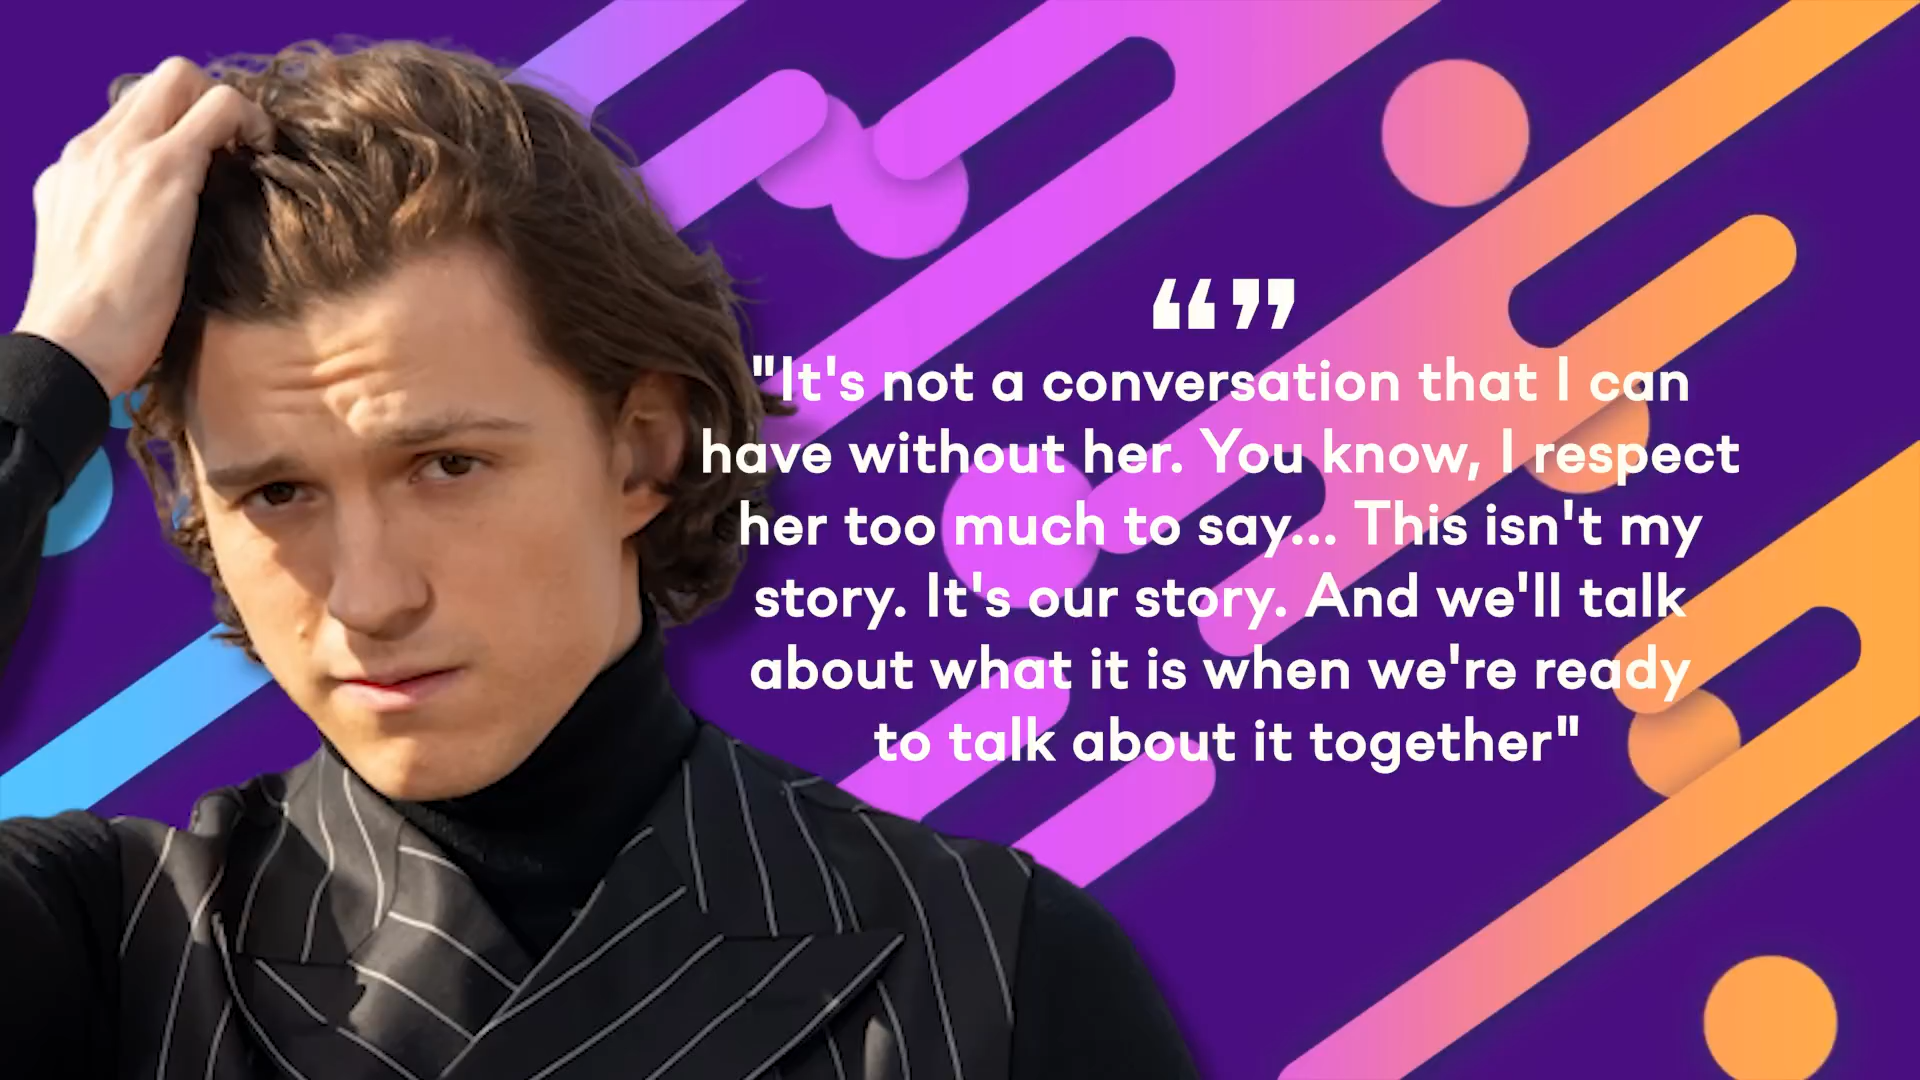 “”
"It's not a conversation that I can
have without her. You know, I respect
her too much to say... This isn't my
story. It's our story. And we'll talk
about what it is when we're ready
to talk about it together"